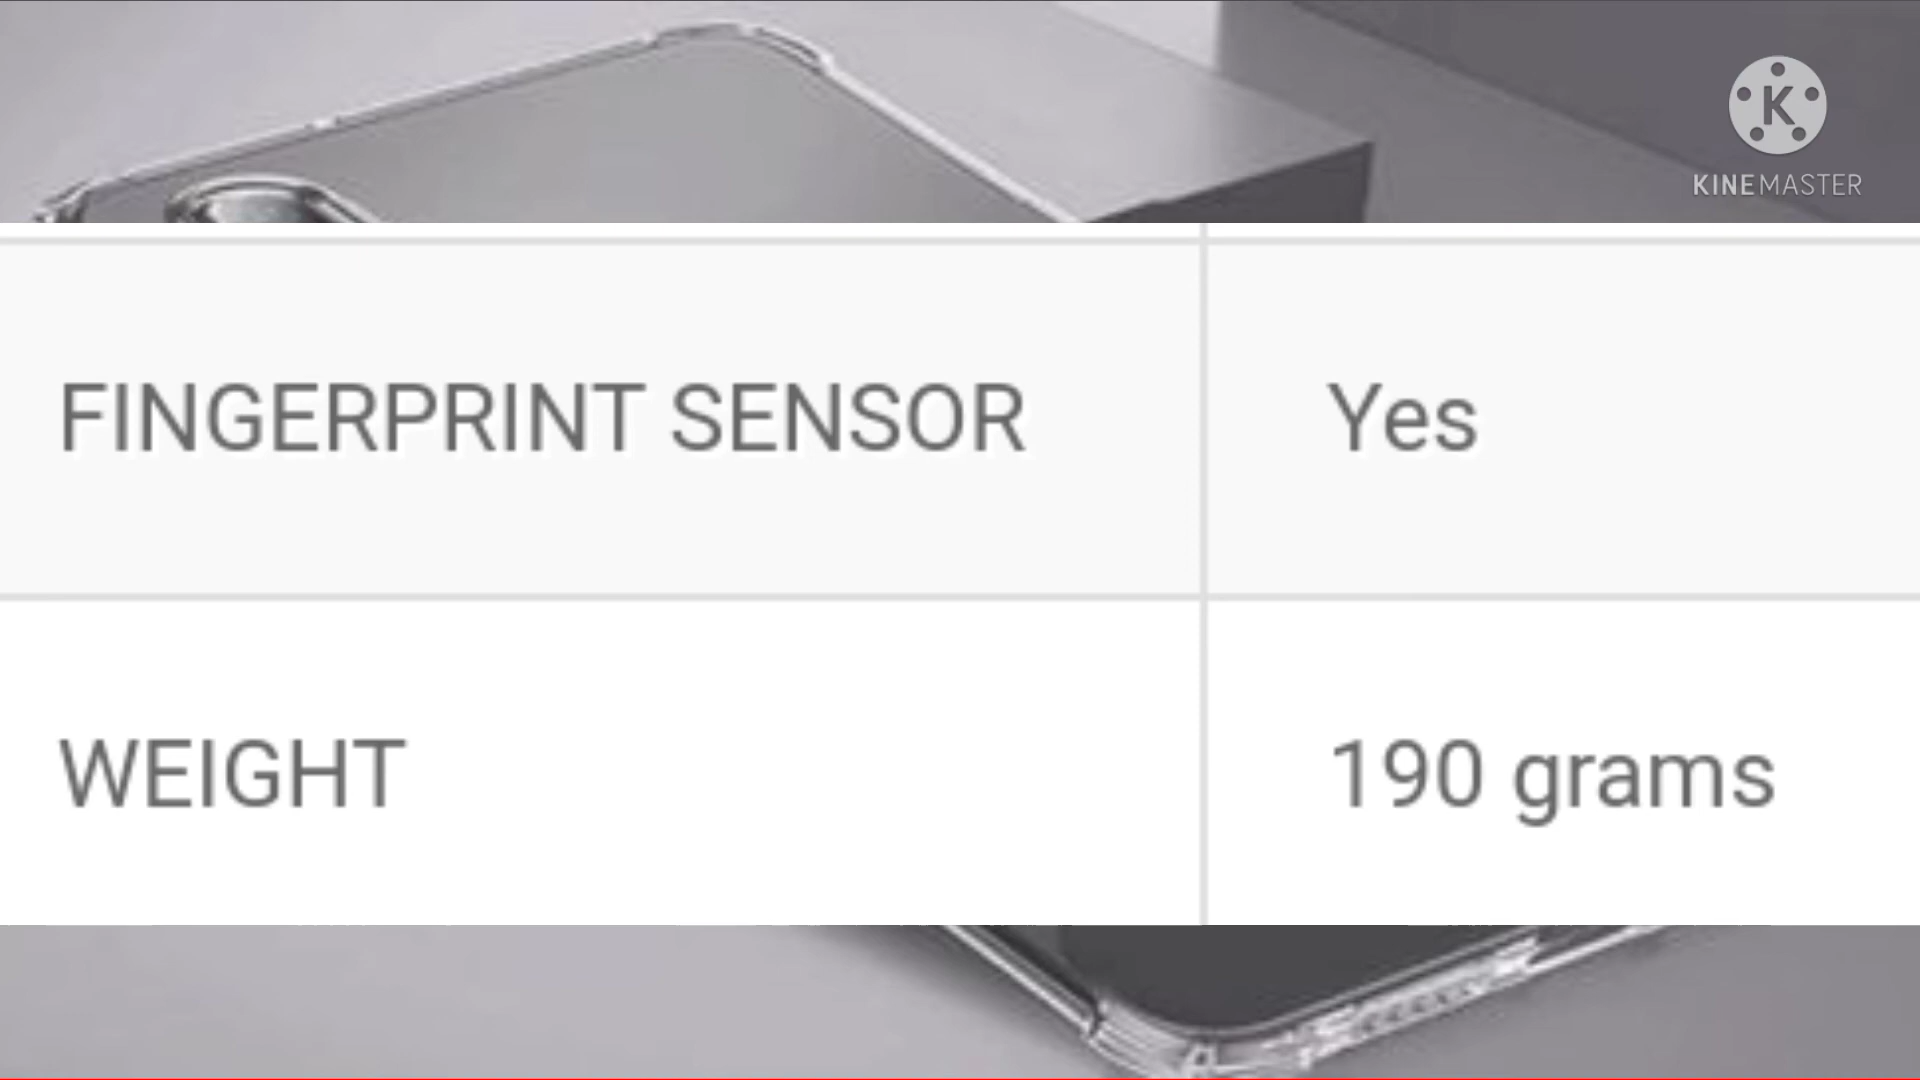 K
KINEMASTER
FINGERPRINT SENSOR
Yes
WEIGHT
190 grams